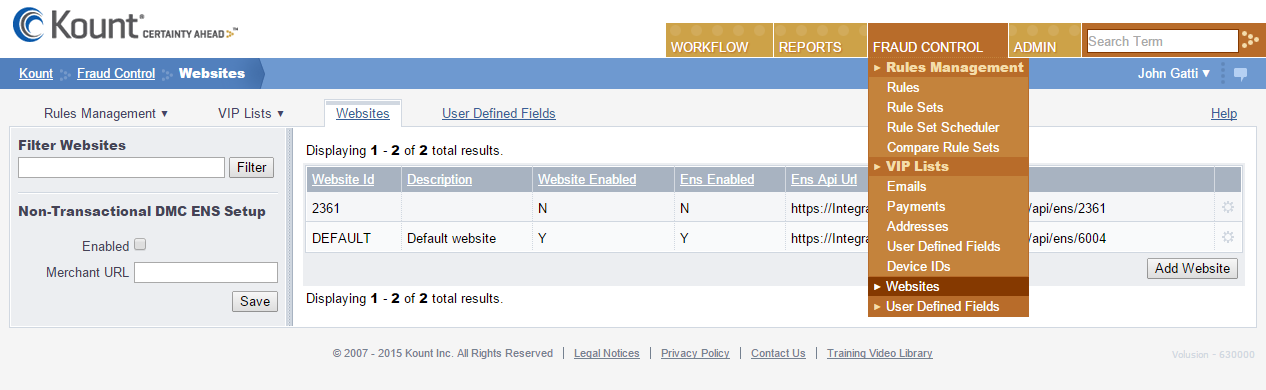 Kount® CERTAINTY AHEAD™
WORKFLOW REPORTS FRAUD CONTROL ADMIN Search Term
Kount Fraud Control Websites John Gatti ▼
Rules Management ▼ VIP Lists ▼ Websites User Defined Fields Help
▸ Rules Management
Rules
Rule Sets
Rule Set Scheduler
Compare Rule Sets
▸ VIP Lists
Emails
Payments
Addresses
User Defined Fields
Device IDs
▸ Websites
▸ User Defined Fields
Filter Websites
Filter
Non-Transactional DMC ENS Setup
Enabled
Merchant URL
Save
Displaying 1 - 2 of 2 total results.
Website Id Description Website Enabled Ens Enabled Ens Api Url
2361 N N https://Integra /api/ens/2361
DEFAULT Default website Y Y https://Integra /api/ens/6004
Add Website
Displaying 1 - 2 of 2 total results.
© 2007 - 2015 Kount Inc. All Rights Reserved | Legal Notices | Privacy Policy | Contact Us | Training Video Library
Volusion - 630000